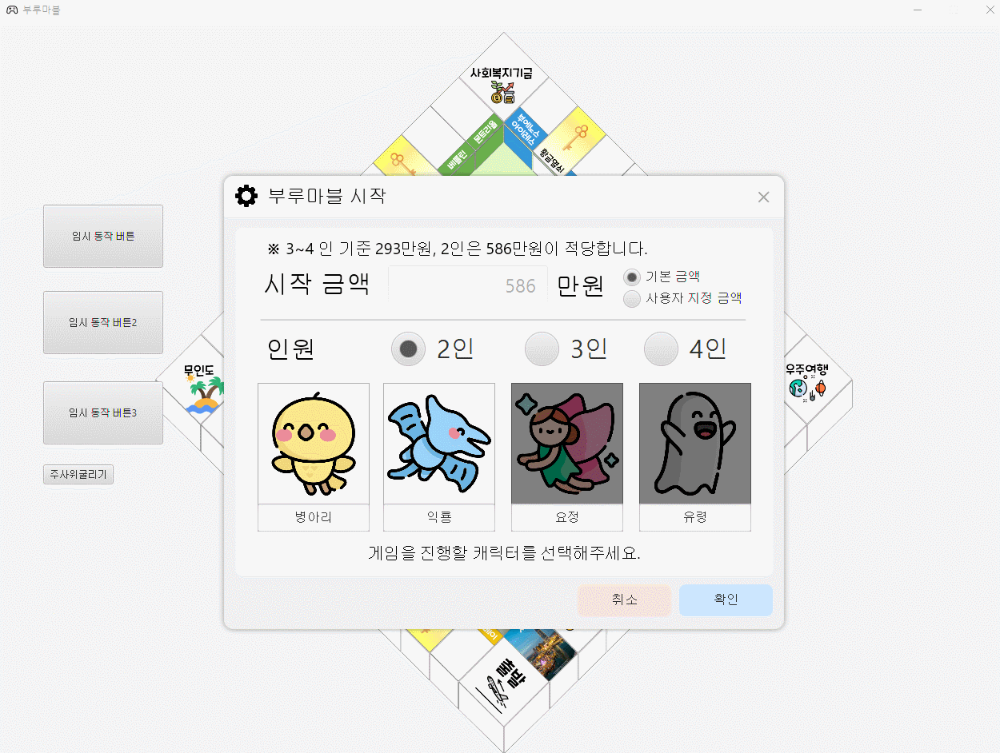 부루마블
사회복지기금
몬트리올
베를린
부에노스
아이레스
황금열쇠
부루마블 시작
※ 3~4 인 기준 293만원, 2인은 586만원이 적당합니다.
시작 금액
586
만원
기본 금액
사용자 지정 금액
인원
2인
3인
4인
병아리
익룡
요정
유령
게임을 진행할 캐릭터를 선택해주세요.
취소
확인
임시 동작 버튼
임시 동작 버튼2
임시 동작 버튼3
주사위굴리기
무인도
우주여행
출발